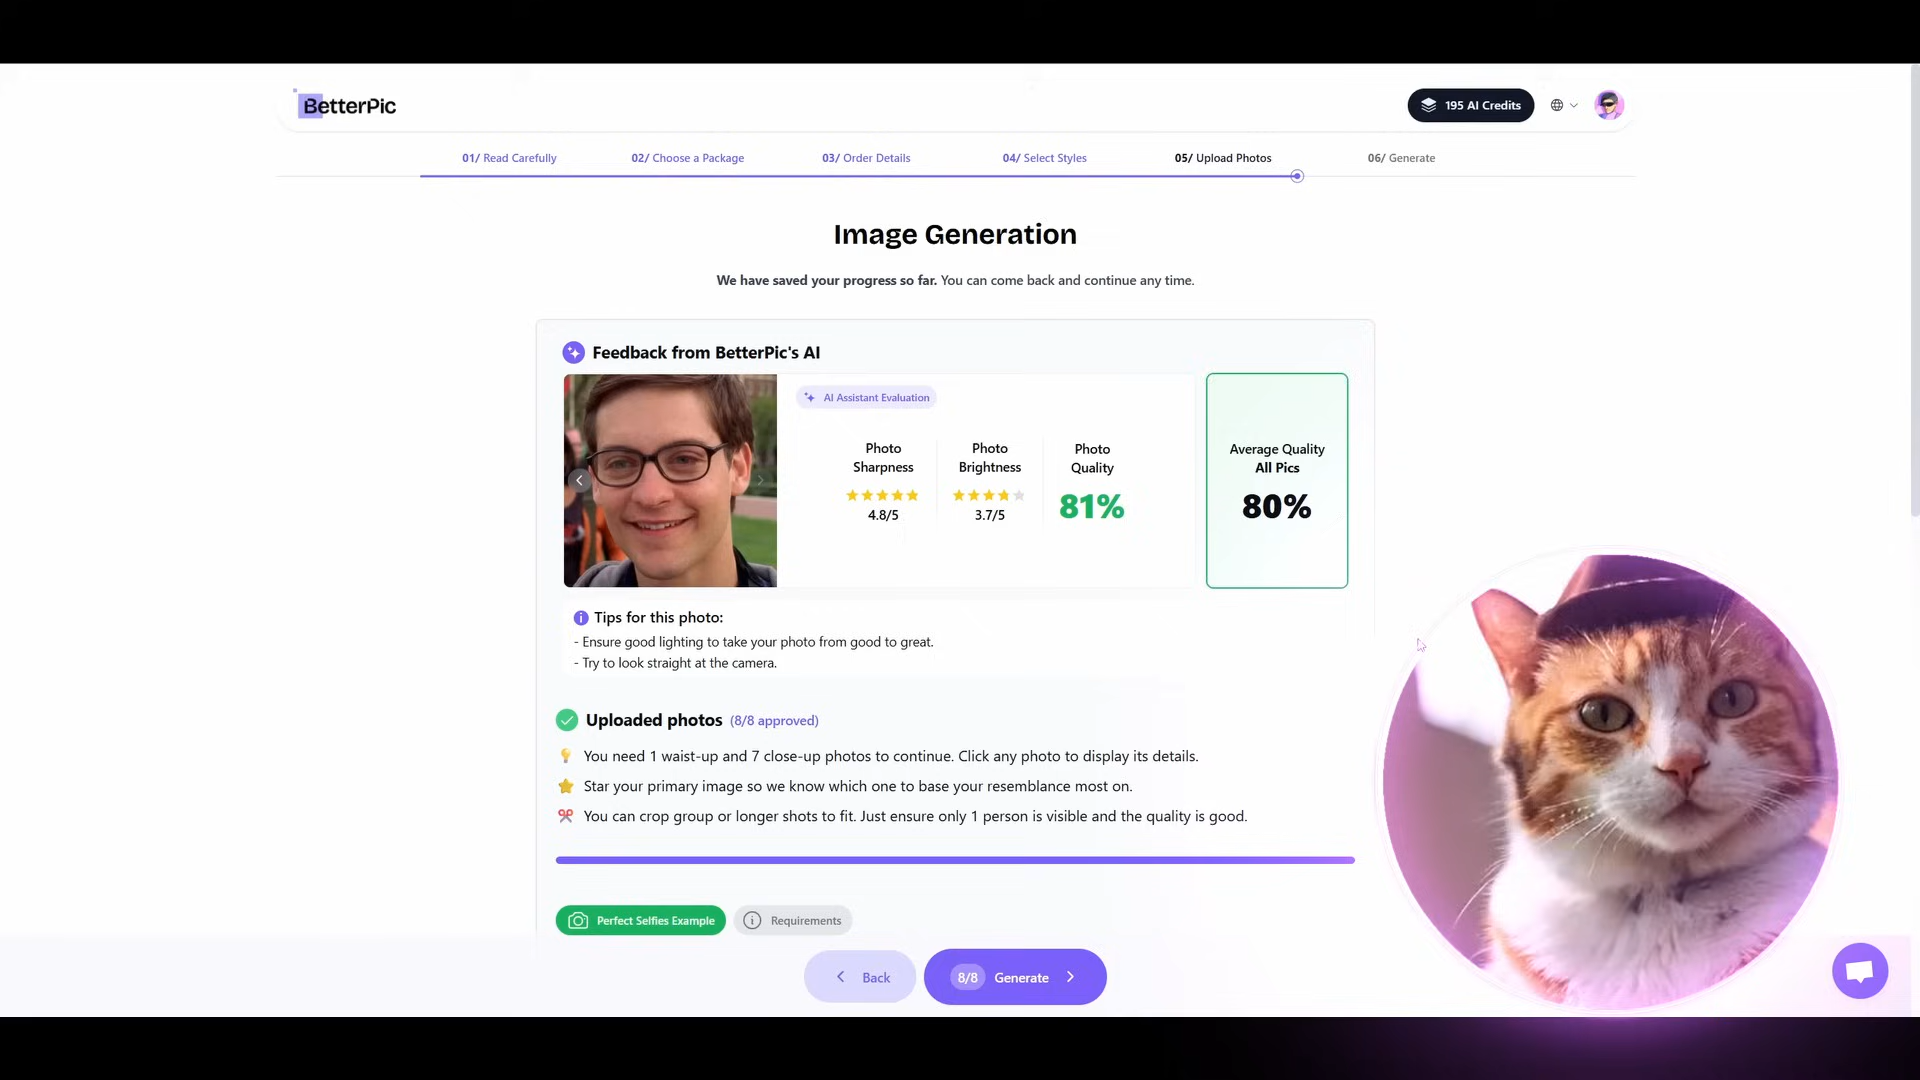 BetterPic
195 AI Credits
01/ Read Carefully
02/ Choose a Package
03/ Order Details
04/ Select Styles
05/ Upload Photos
06/ Generate
Image Generation
We have saved your progress so far. You can come back and continue any time.
Feedback from BetterPic's AI
AI Assistant Evaluation
Photo Sharpness
4.8/5
Photo Brightness
3.7/5
Photo Quality
81%
Average Quality
All Pics
80%
Tips for this photo:
- Ensure good lighting to take your photo from good to great.
- Try to look straight at the camera.
Uploaded photos (8/8 approved)
You need 1 waist-up and 7 close-up photos to continue. Click any photo to display its details.
Star your primary image so we know which one to base your resemblance most on.
You can crop group or longer shots to fit. Just ensure only 1 person is visible and the quality is good.
Perfect Selfies Example
Requirements
Back
8/8 Generate